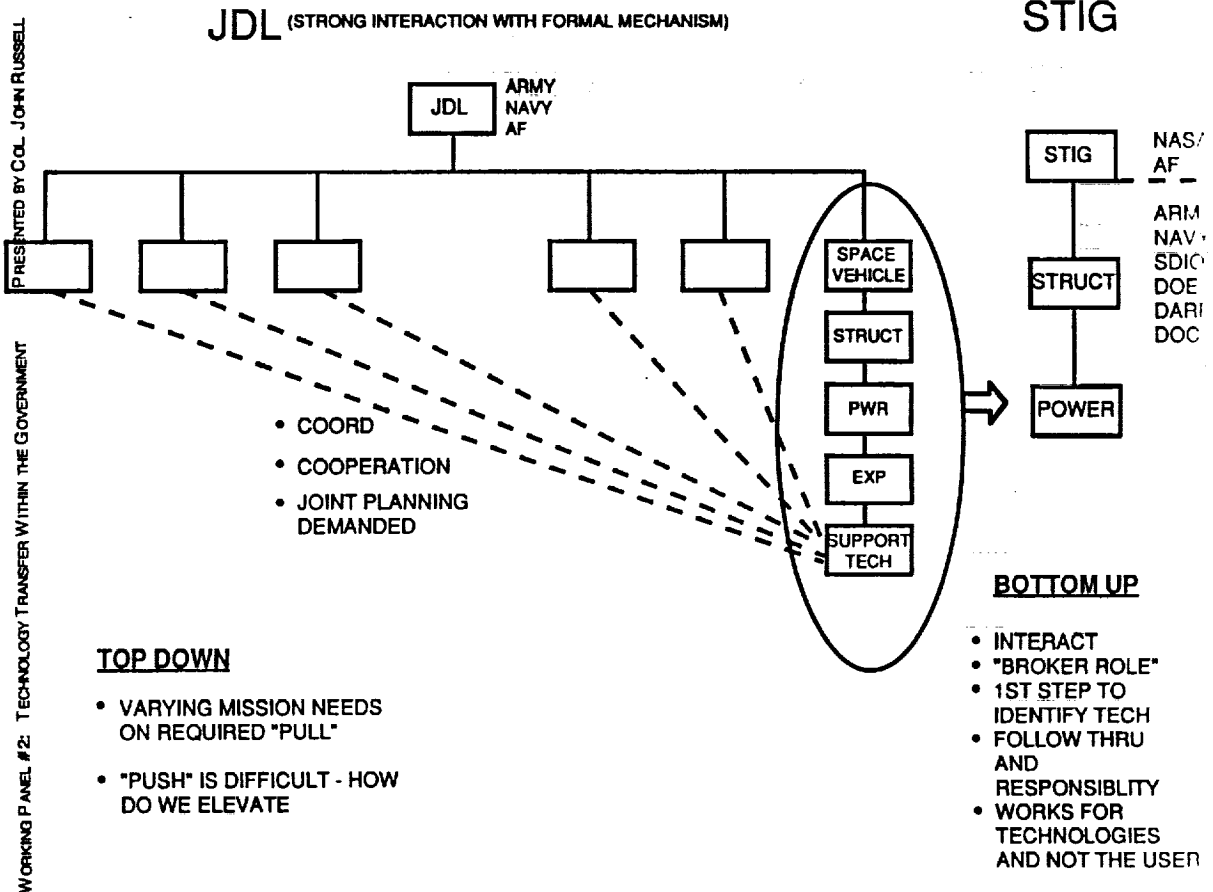 JDL (STRONG INTERACTION WITH FORMAL MECHANISM)
STIG
WORKING PANEL #2: TECHNOLOGY TRANSFER WITHIN THE GOVERNMENT
PRESENTED BY COL. JOHN RUSSELL
JDL
ARMY
NAVY
AF
SPACE
VEHICLE
STRUCT
PWR
EXP
SUPPORT
TECH
STIG
AF
STRUCT
DOE
DOC
POWER
• COORD
• COOPERATION
• JOINT PLANNING
DEMANDED
TOP DOWN
• VARYING MISSION NEEDS
ON REQUIRED "PULL"
• "PUSH" IS DIFFICULT - HOW
DO WE ELEVATE
BOTTOM UP
• INTERACT
• "BROKER ROLE"
• 1ST STEP TO
IDENTIFY TECH
• FOLLOW THRU
AND
RESPONSIBLITY
• WORKS FOR
TECHNOLOGIES
AND NOT THE USER